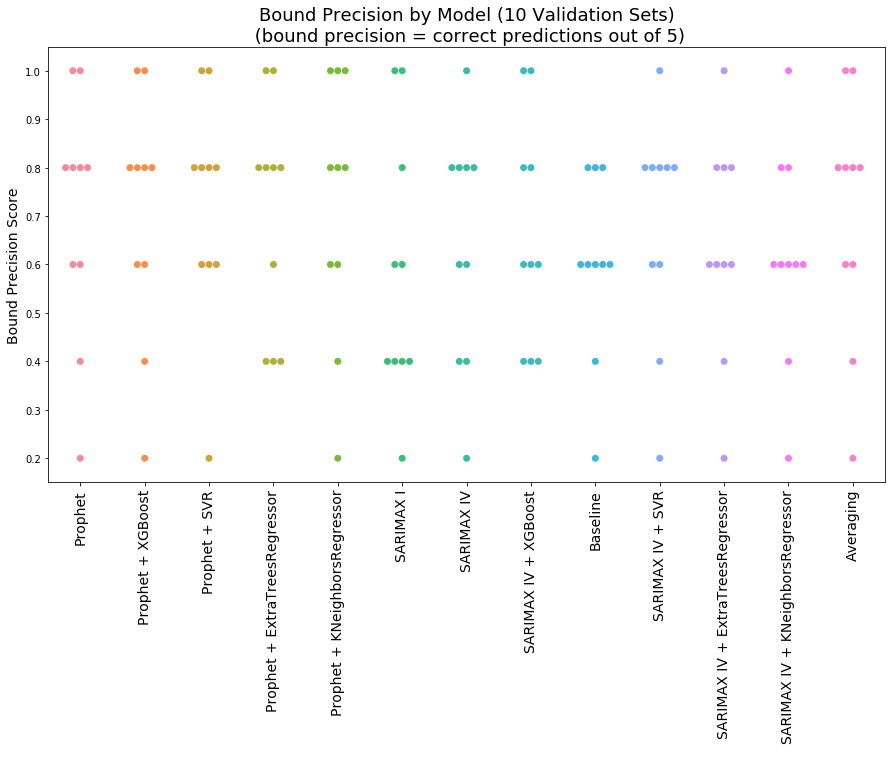 Bound Precision by Model (10 Validation Sets)
(bound precision = correct predictions out of 5)
Bound Precision Score
1.0
0.9
0.8
0.7
0.6
0.5
0.4
0.3
0.2
Prophet
Prophet + XGBoost
Prophet + SVR
Prophet + ExtraTreesRegressor
Prophet + KNeighborsRegressor
SARIMAX I
SARIMAX IV
SARIMAX IV + XGBoost
Baseline
SARIMAX IV + SVR
SARIMAX IV + ExtraTreesRegressor
SARIMAX IV + KNeighborsRegressor
Averaging